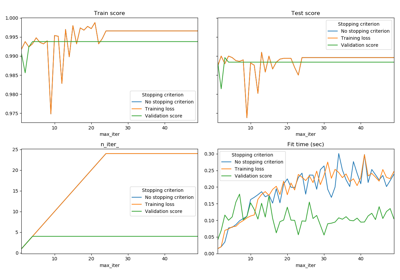 Train score
1.000
0.995
0.990
0.985
0.980
0.975
Stopping criterion
No stopping criterion
Training loss
Validation score
10
20
30
40
max_iter
Test score
Stopping criterion
No stopping criterion
Training loss
Validation score
10
20
30
40
max_iter
n_iter_
25
20
15
10
5
0
Stopping criterion
No stopping criterion
Training loss
Validation score
10
20
30
40
max_iter
Fit time (sec)
0.30
0.25
0.20
0.15
0.10
0.05
0.00
Stopping criterion
No stopping criterion
Training loss
Validation score
10
20
30
40
max_iter